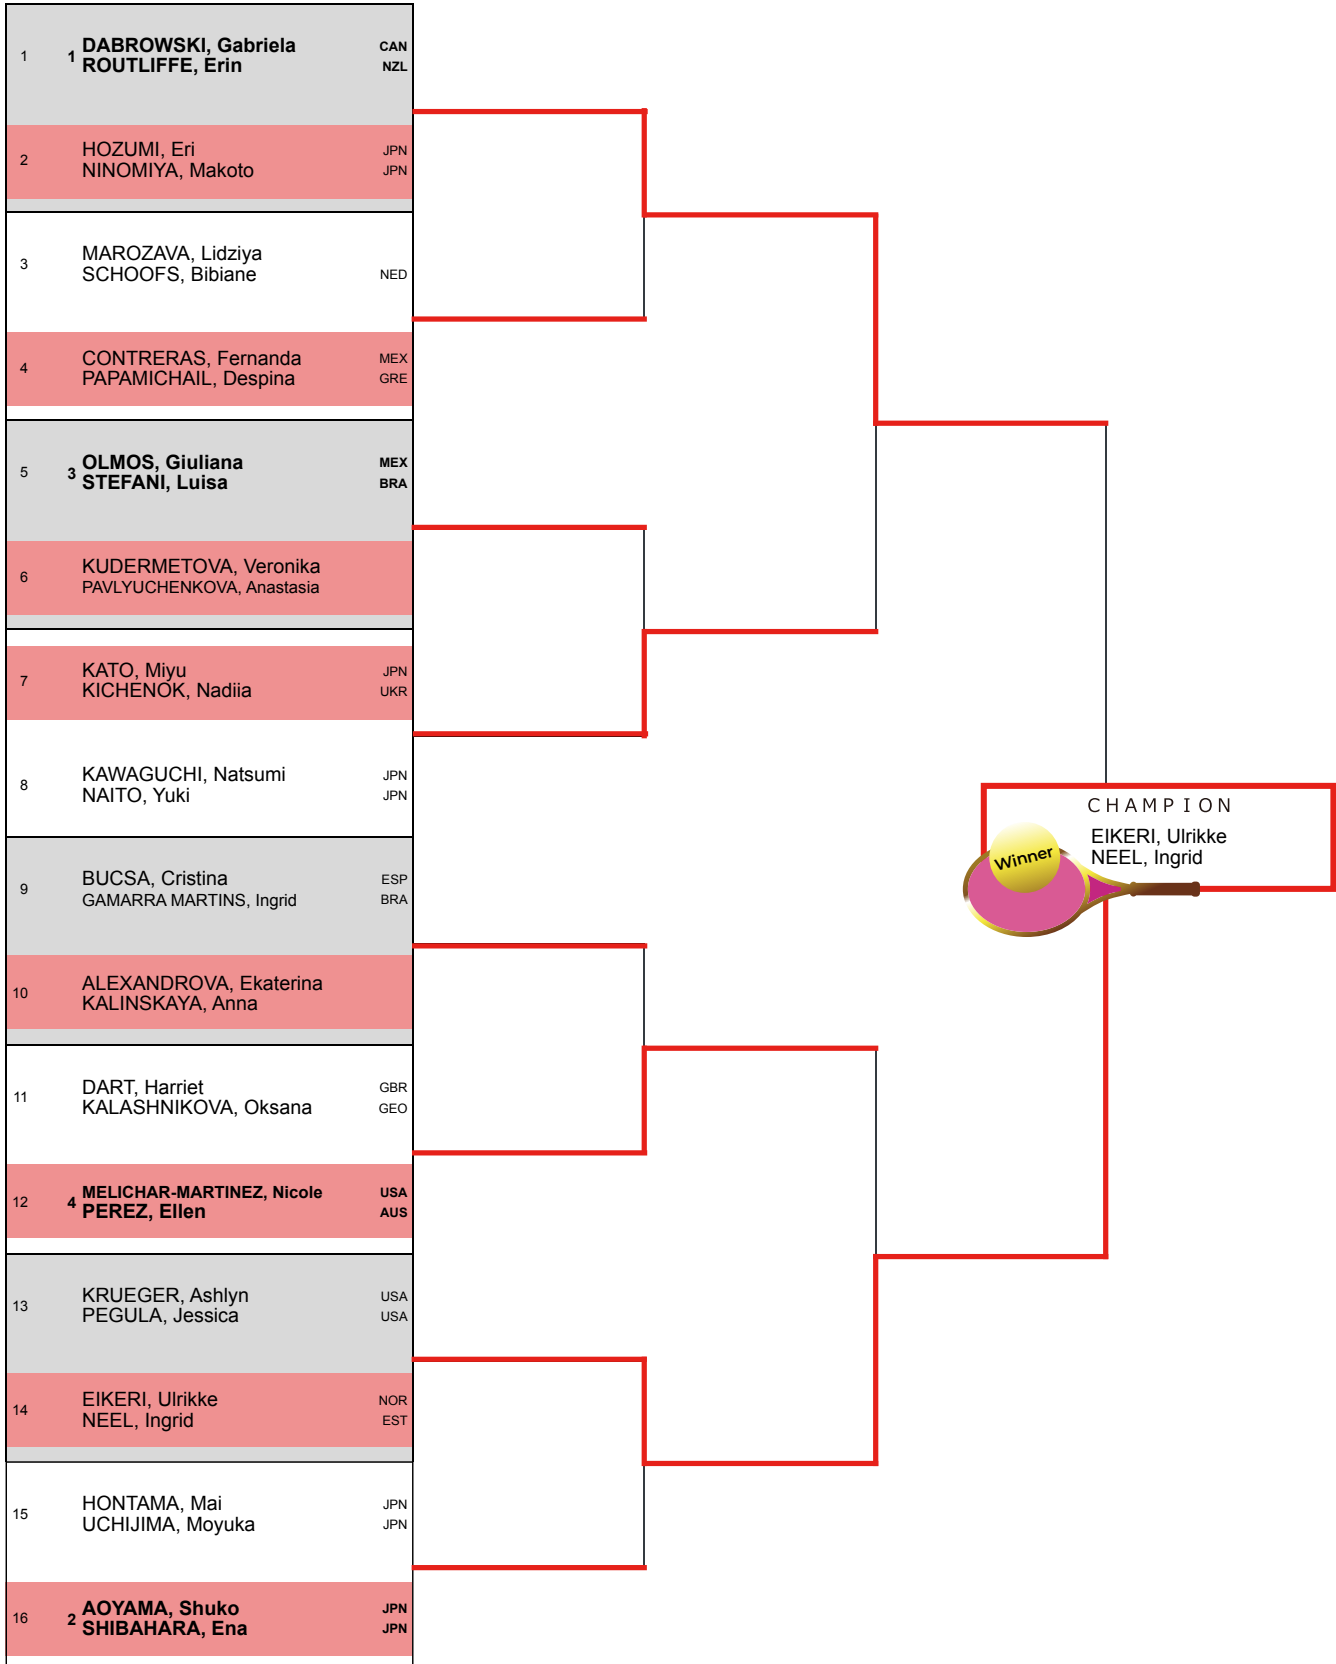 1 1 DABROWSKI, Gabriela CAN
ROUTLIFFE, Erin NZL
2 HOZUMI, Eri JPN
NINOMIYA, Makoto JPN
3 MAROZAVA, Lidziya
SCHOOFS, Bibiane NED
4 CONTRERAS, Fernanda MEX
PAPAMICHAIL, Despina GRE
5 3 OLMOS, Giuliana MEX
STEFANI, Luisa BRA
6 KUDERMETOVA, Veronika
PAVLYUCHENKOVA, Anastasia
7 KATO, Miyu JPN
KICHENOK, Nadiia UKR
8 KAWAGUCHI, Natsumi JPN
NAITO, Yuki JPN
CHAMPION
EIKERI, Ulrikke
NEEL, Ingrid
Winner
9 BUCSA, Cristina ESP
GAMARRA MARTINS, Ingrid BRA
10 ALEXANDROVA, Ekaterina
KALINSKAYA, Anna
11 DART, Harriet GBR
KALASHNIKOVA, Oksana GEO
12 4 MELICHAR-MARTINEZ, Nicole USA
PEREZ, Ellen AUS
13 KRUEGER, Ashlyn USA
PEGULA, Jessica USA
14 EIKERI, Ulrikke NOR
NEEL, Ingrid EST
15 HONTAMA, Mai JPN
UCHIJIMA, Moyuka JPN
16 2 AOYAMA, Shuko JPN
SHIBAHARA, Ena JPN